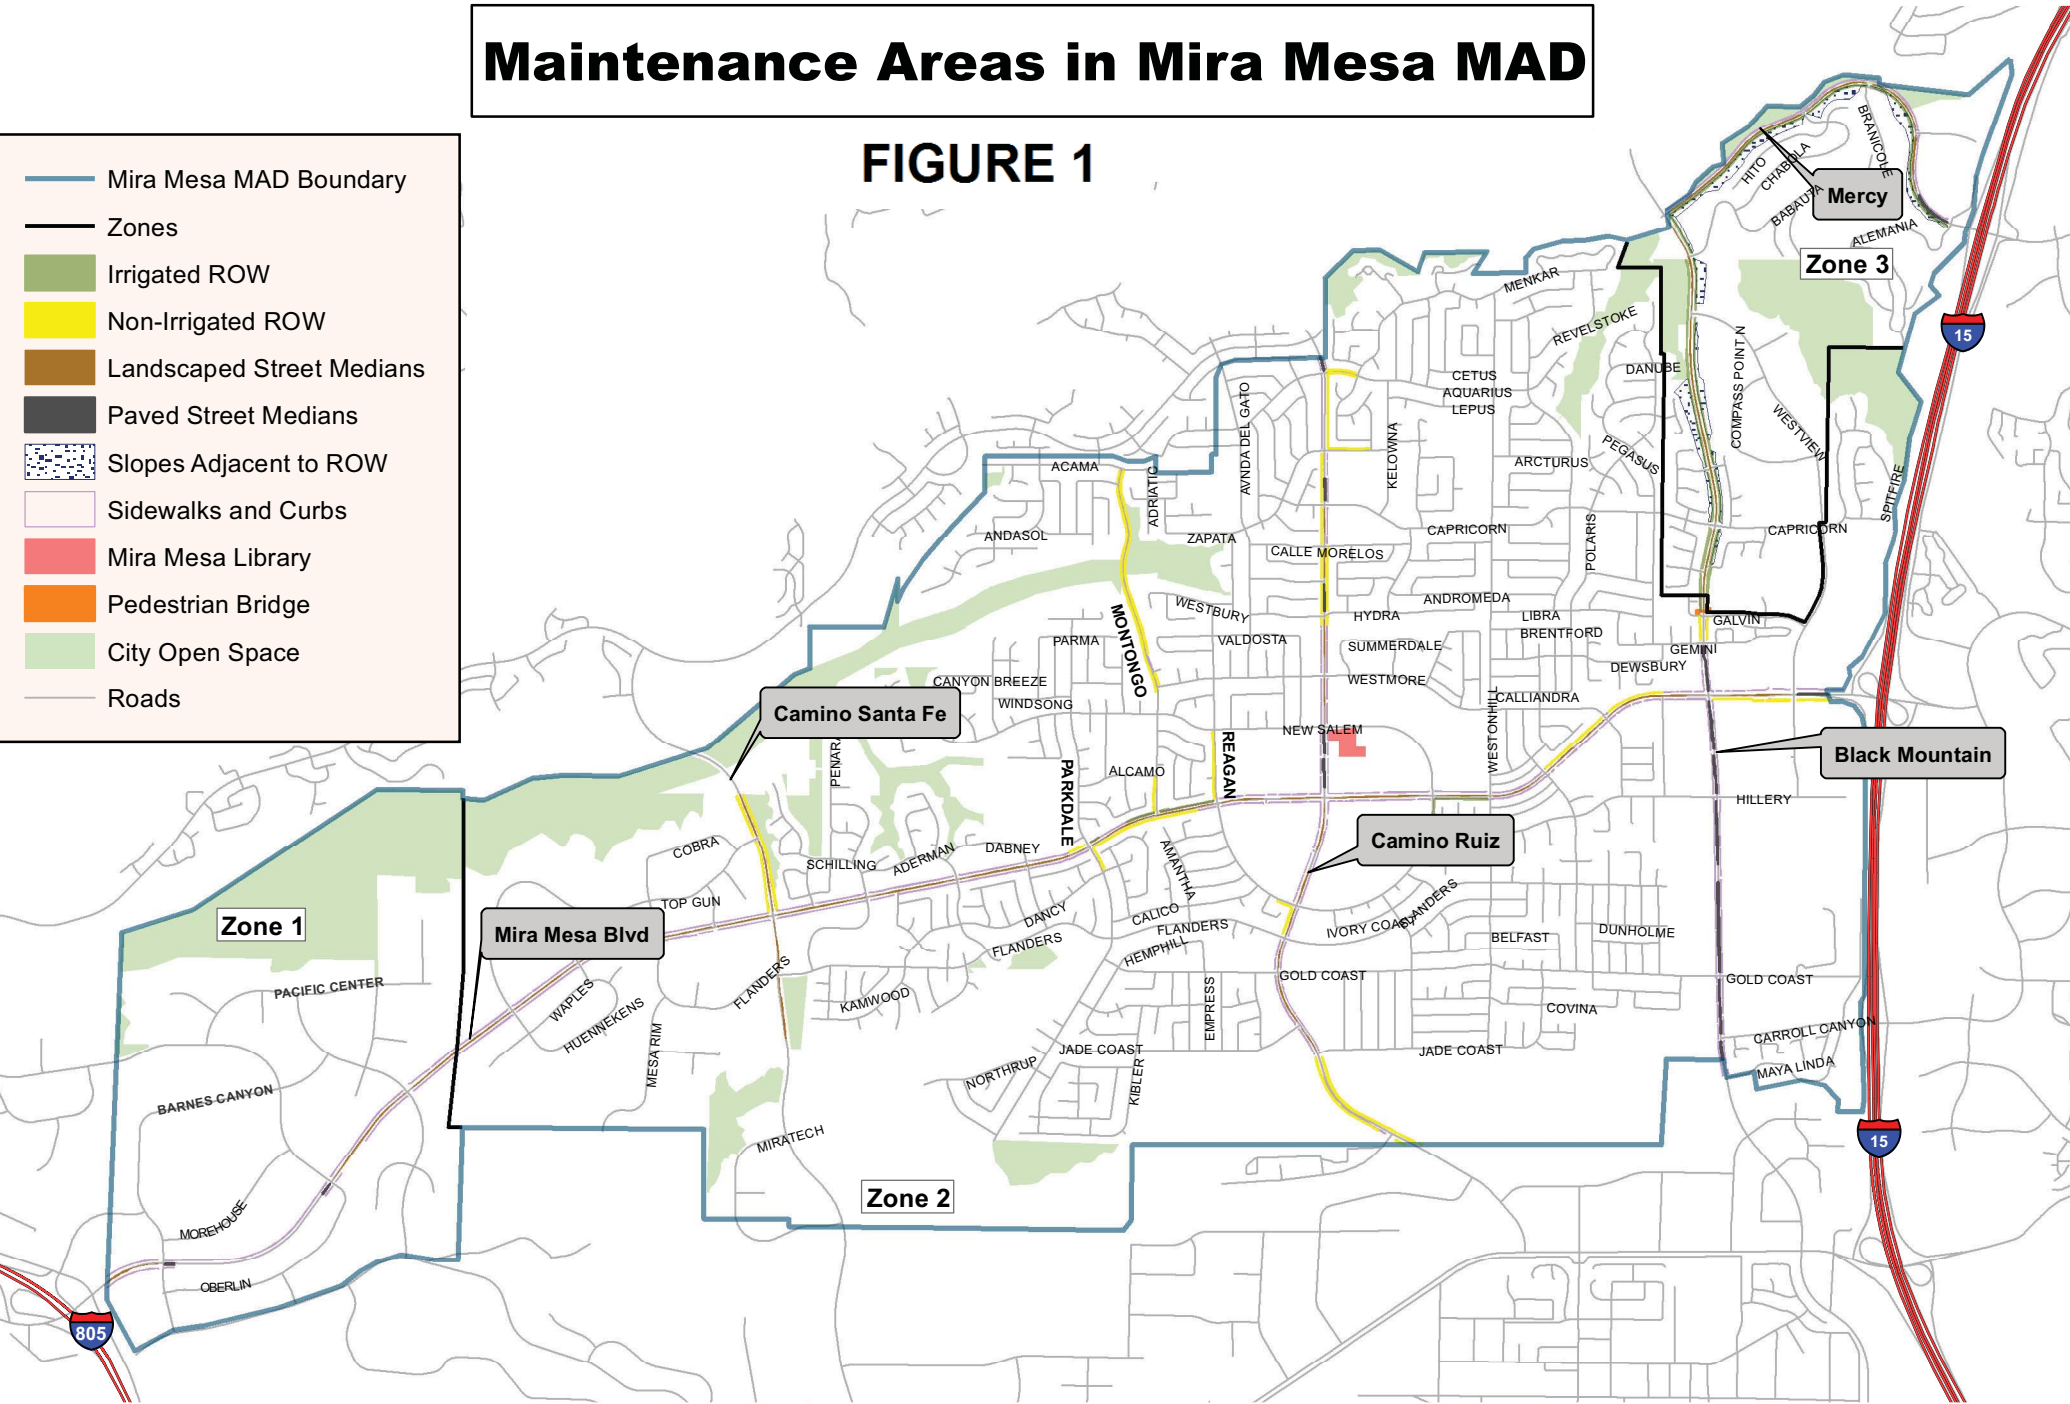 Maintenance Areas in Mira Mesa MAD
FIGURE 1
Mira Mesa MAD Boundary
Zones
Irrigated ROW
Non-Irrigated ROW
Landscaped Street Medians
Paved Street Medians
Slopes Adjacent to ROW
Sidewalks and Curbs
Mira Mesa Library
Pedestrian Bridge
City Open Space
Roads
BRANICOLE
HITO
CHABOLA
BABAUTA
Mercy
ALEMANIA
Zone 3
MENKAR
REVELSTOKE
15
DANUBE
COMPASS POINT N
WESTVIEW
CETUS
AQUARIUS
LEPUS
AVNDA DEL GATO
KELOWNA
PEGASUS
ARCTURUS
SPITFIRE
ACAMA
ADRIATIC
ANDASOL
ZAPATA
CALLE MORELOS
CAPRICORN
POLARIS
CAPRICORN
WESTBURY
HYDRA
ANDROMEDA
LIBRA
BRENTFORD
GALVIN
MONTONGO
PARMA
VALDOSTA
SUMMERDALE
GEMINI
DEWSBURY
CANYON BREEZE
WINDSONG
WESTMORE
CALLIANDRA
WESTONHILL
Camino Santa Fe
NEW SALEM
Black Mountain
REAGAN
PARKDALE
ALCAMO
HILLERY
COBRA
SCHILLING
ADERMAN
DABNEY
AMANTHA
Camino Ruiz
TOP GUN
Zone 1
Mira Mesa Blvd
DANCY
CALICO
FLANDERS
FLANDERS
HEMPHILL
FLANDERS
BELFAST
DUNHOLME
FLANDERS
GOLD COAST
GOLD COAST
PACIFIC CENTER
WAPLES
HUENNEKENS
KAMWOOD
EMPRESS
COVINA
MESA RIM
JADE COAST
JADE COAST
CARROLL CANYON
MAYA LINDA
NORTHRUP
KIBLER
BARNES CANYON
MIRATECH
15
Zone 2
MOREHOUSE
OBERLIN
805